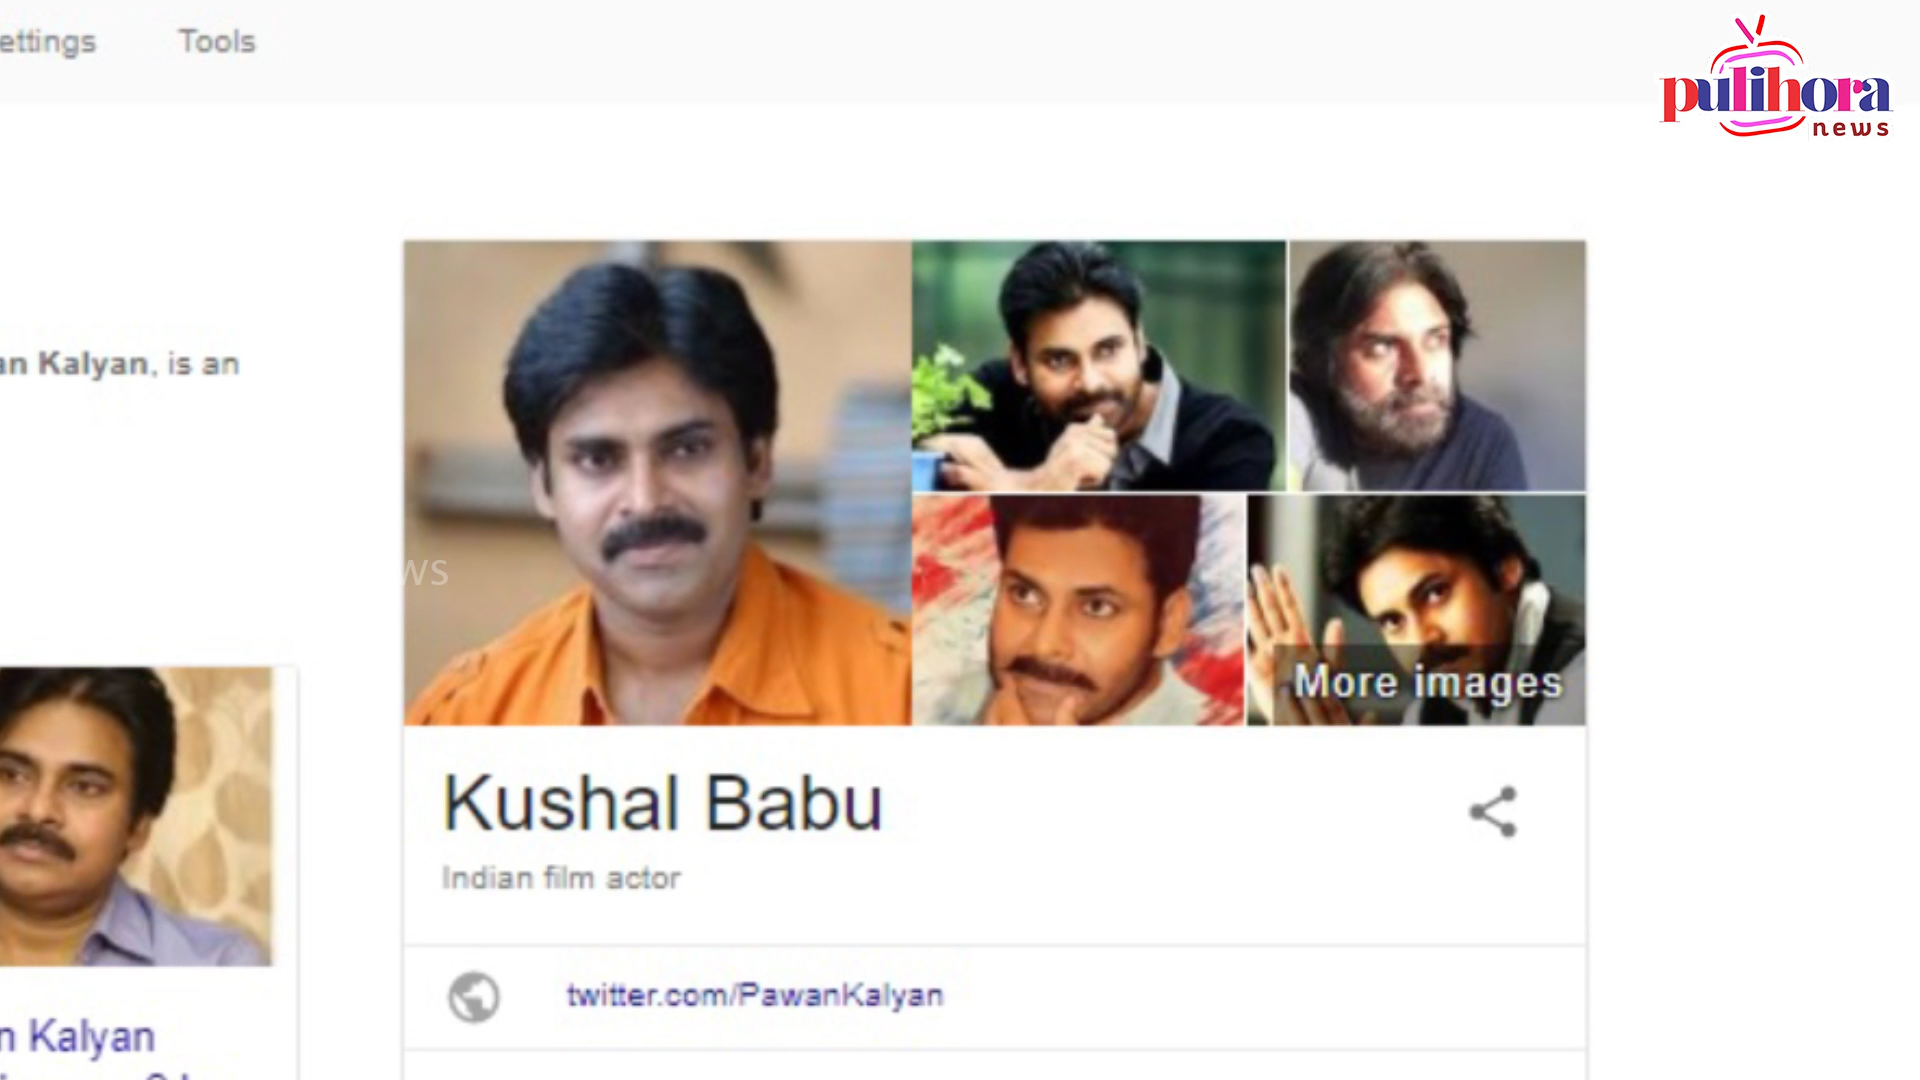 ettings Tools
pulihora
news
an Kalyan, is an
ws
More images
Kushal Babu
Indian film actor
twitter.com/PawanKalyan
n Kalyan